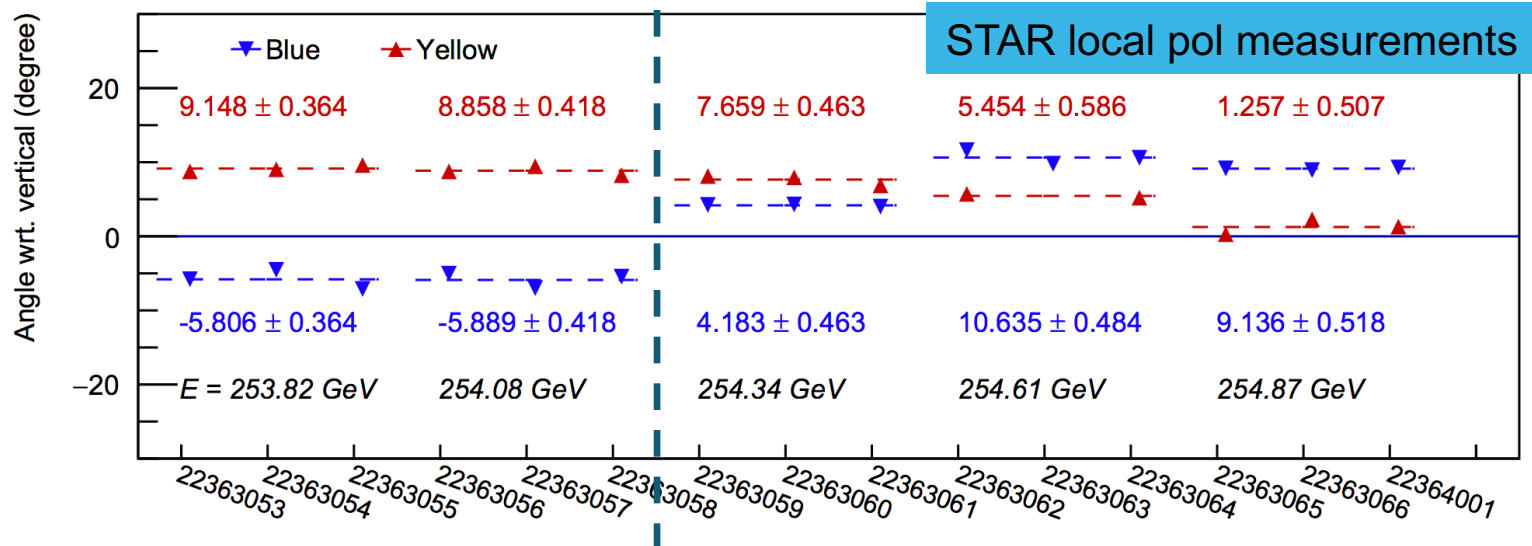 STAR local pol measurements
Blue
Yellow
Angle wrt. vertical (degree)
20
0
−20
9.148 ± 0.364
8.858 ± 0.418
7.659 ± 0.463
5.454 ± 0.586
1.257 ± 0.507
-5.806 ± 0.364
-5.889 ± 0.418
4.183 ± 0.463
10.635 ± 0.484
9.136 ± 0.518
E = 253.82 GeV
254.08 GeV
254.34 GeV
254.61 GeV
254.87 GeV
22363053
22363054
22363055
22363056
22363057
22363058
22363059
22363060
22363061
22363062
22363063
22363064
22363065
22363066
22364001